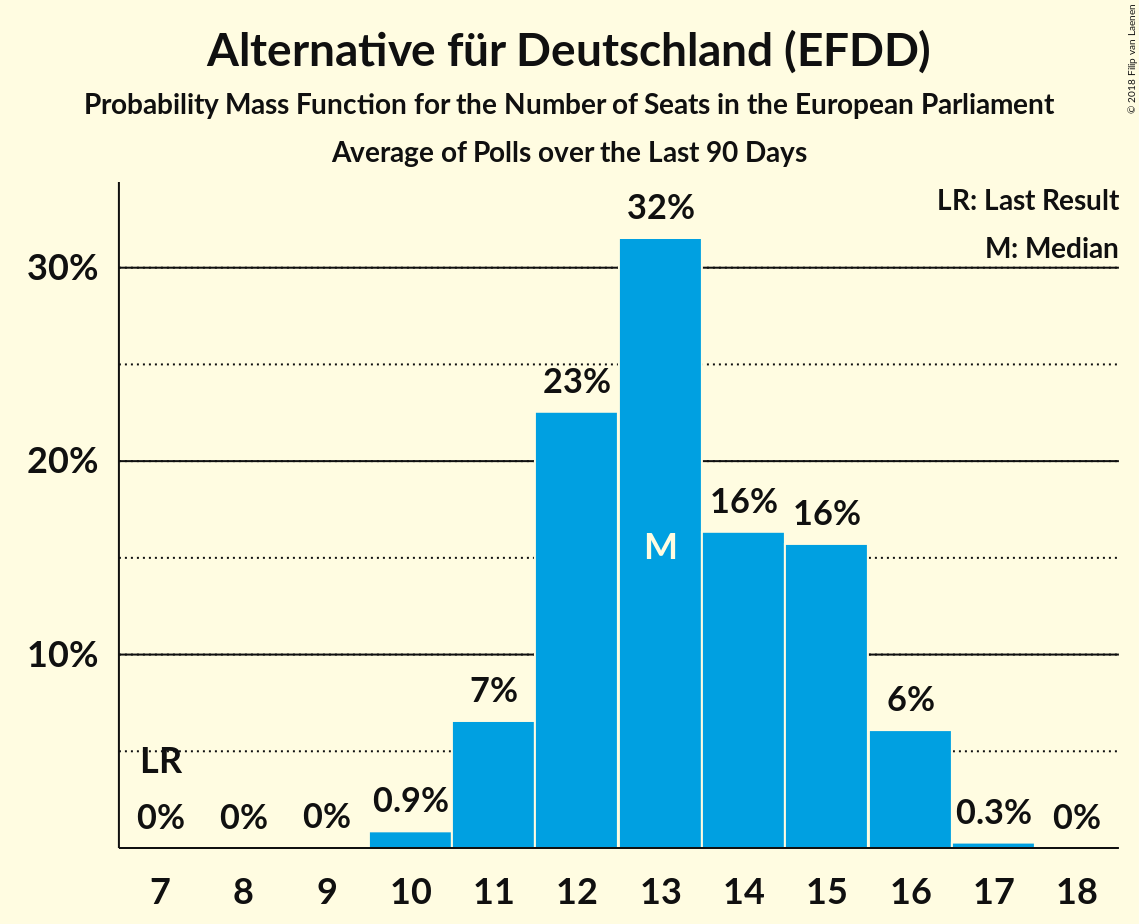 Alternative für Deutschland (EFDD)
Probability Mass Function for the Number of Seats in the European Parliament
Average of Polls over the Last 90 Days
© 2018 Filip van Laenen
LR: Last Result
M: Median
30%
20%
10%
LR
0%
0%
0%
0.9%
7%
23%
32%
M
16%
16%
6%
0.3%
0%
7 8 9 10 11 12 13 14 15 16 17 18